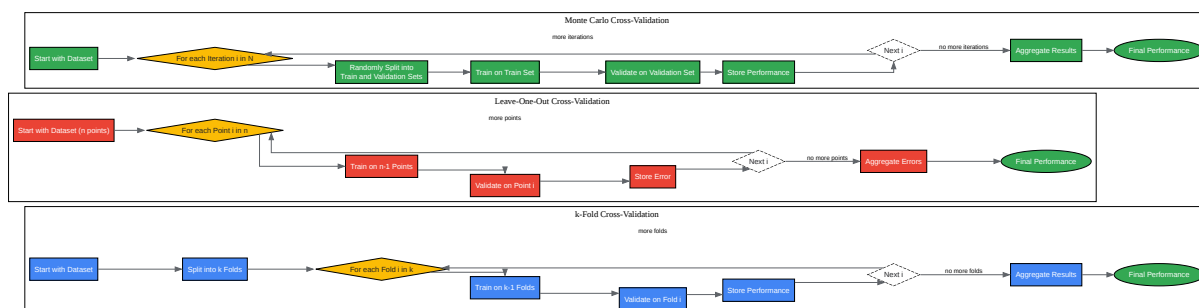 Monte Carlo Cross-Validation
more iterations
Start with Dataset
For each Iteration i in N
Randomly Split into
Train and Validation Sets
Train on Train Set
Validate on Validation Set
Store Performance
Next i
no more iterations
Aggregate Results
Final Performance
Leave-One-Out Cross-Validation
more points
Start with Dataset (n points)
For each Point i in n
Train on n-1 Points
Validate on Point i
Store Error
Next i
no more points
Aggregate Errors
Final Performance
k-Fold Cross-Validation
more folds
Start with Dataset
Split into k Folds
For each Fold i in k
Train on k-1 Folds
Validate on Fold i
Store Performance
Next i
no more folds
Aggregate Results
Final Performance